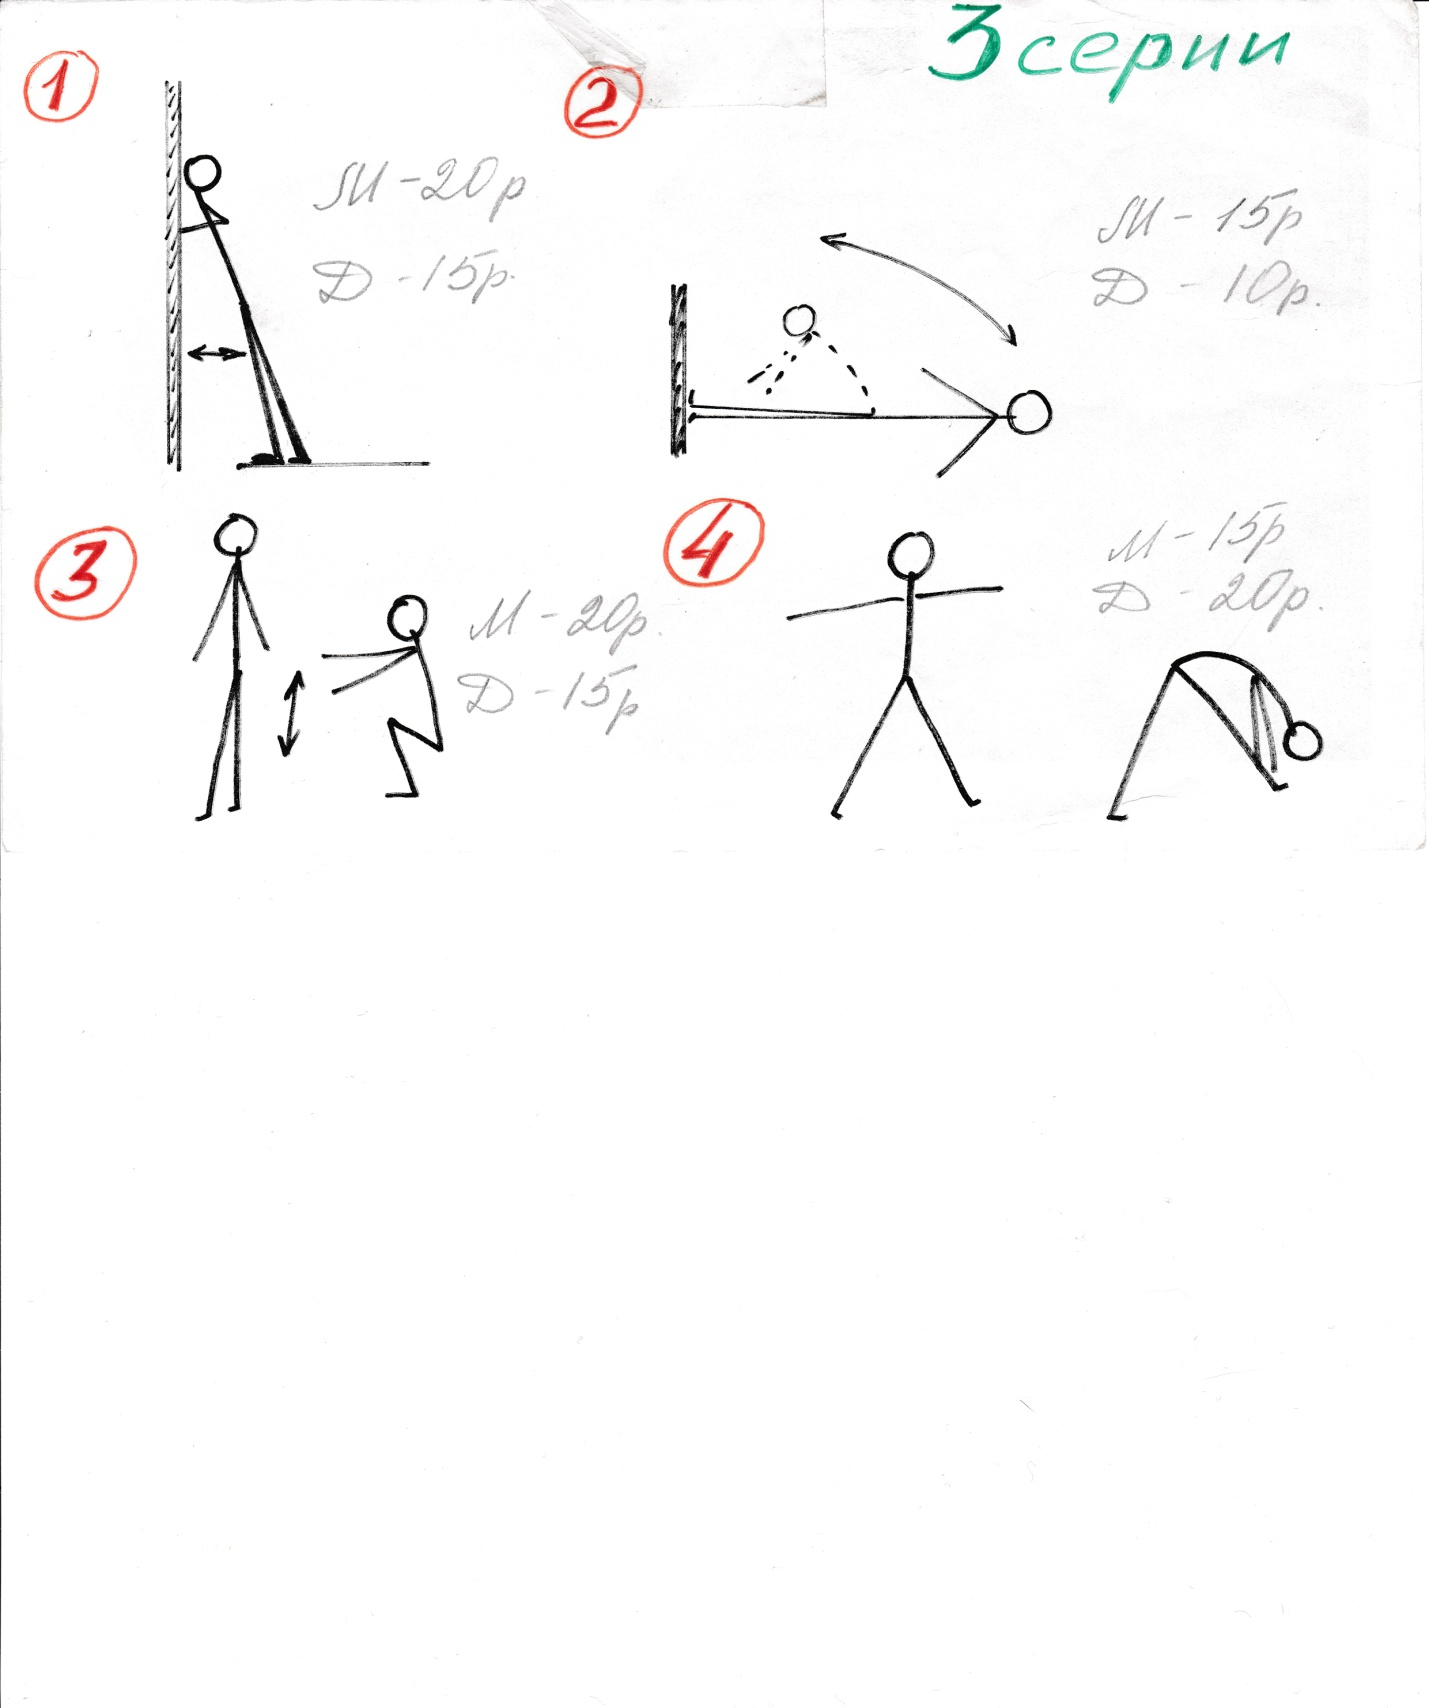 3 серии
1
М - 20р
Д - 15р.
2
М - 15р
Д - 10р.
3
М - 20р.
Д - 15р
4
М - 15р
Д - 20р.